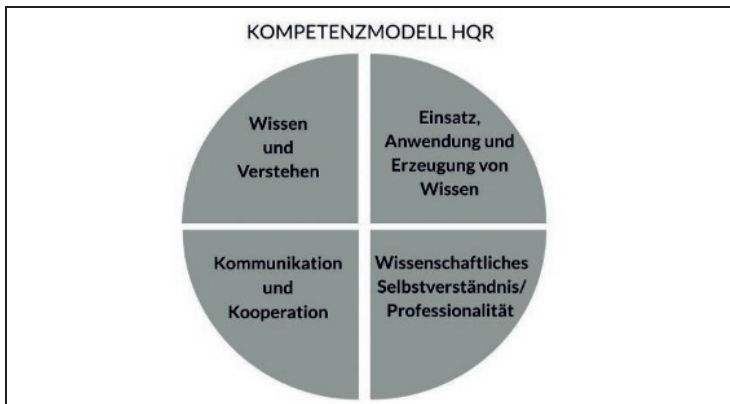 KOMPETENZMODELL HQR
Wissen
und
Verstehen
Einsatz,
Anwendung und
Erzeugung von
Wissen
Kommunikation
und
Kooperation
Wissenschaftliches
Selbstverständnis/
Professionalität